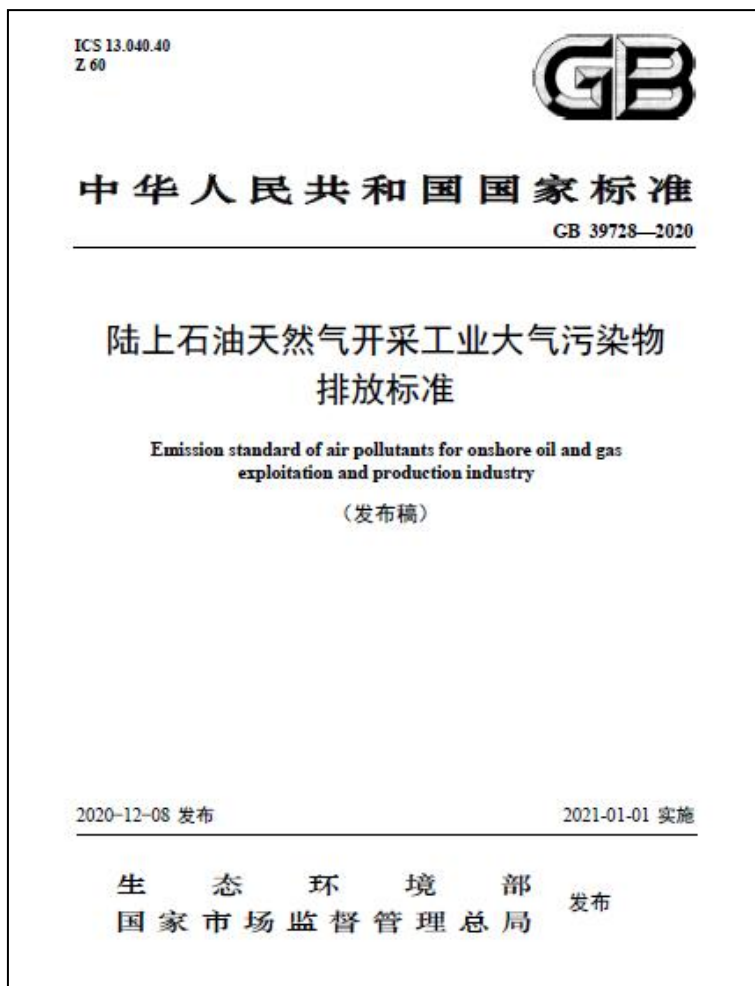 ICS 13.040.40
Z 60
GB
中华人民共和国国家标准
GB 39728—2020
陆上石油天然气开采工业大气污染物
排放标准
Emission standard of air pollutants for onshore oil and gas
exploitation and production industry
（发布稿）
2020-12-08 发布
2021-01-01 实施
生态环境部
国家市场监督管理总局
发布